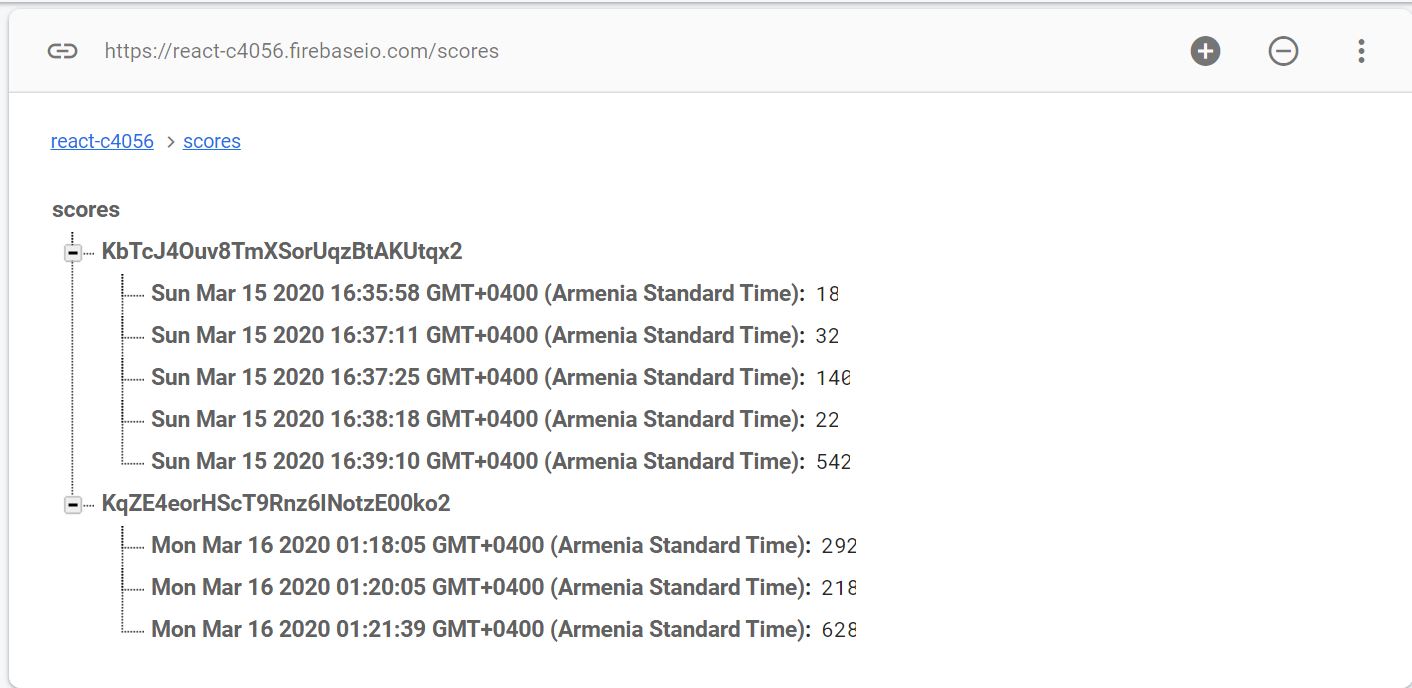 https://react-c4056.firebaseio.com/scores
react-c4056 > scores
scores
KbTcJ4Ouv8TmXSorUqzBtAKUtqx2
Sun Mar 15 2020 16:35:58 GMT+0400 (Armenia Standard Time): 18
Sun Mar 15 2020 16:37:11 GMT+0400 (Armenia Standard Time): 32
Sun Mar 15 2020 16:37:25 GMT+0400 (Armenia Standard Time): 140
Sun Mar 15 2020 16:38:18 GMT+0400 (Armenia Standard Time): 22
Sun Mar 15 2020 16:39:10 GMT+0400 (Armenia Standard Time): 542
KqZE4eorHScT9Rnz6INotzE00ko2
Mon Mar 16 2020 01:18:05 GMT+0400 (Armenia Standard Time): 292
Mon Mar 16 2020 01:20:05 GMT+0400 (Armenia Standard Time): 218
Mon Mar 16 2020 01:21:39 GMT+0400 (Armenia Standard Time): 628